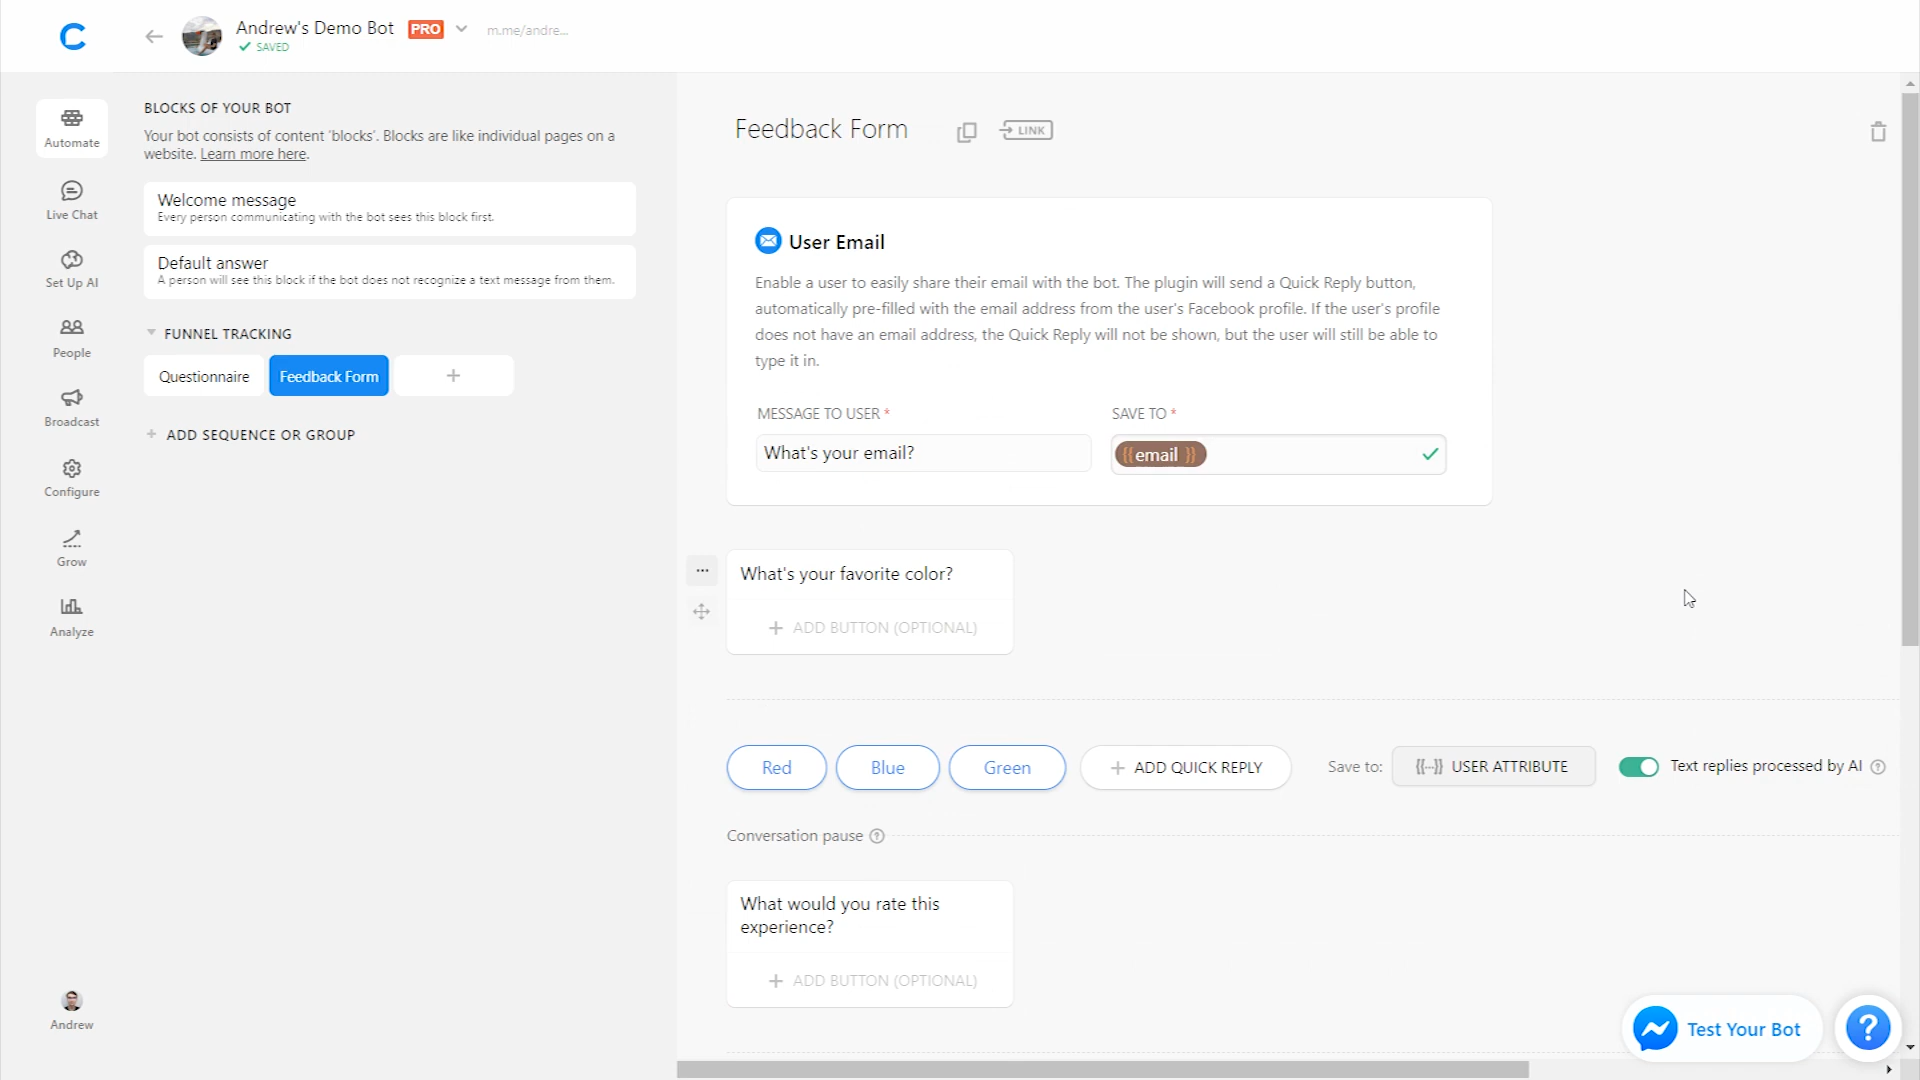 Andrew's Demo Bot PRO m.me/andre...
SAVED
Automate
Live Chat
Set Up AI
People
Broadcast
Configure
Grow
Analyze
Andrew
BLOCKS OF YOUR BOT
Your bot consists of content 'blocks'. Blocks are like individual pages on a
website. Learn more here.
Welcome message
Every person communicating with the bot sees this block first.
Default answer
A person will see this block if the bot does not recognize a text message from them.
FUNNEL TRACKING
Questionnaire Feedback Form +
+ ADD SEQUENCE OR GROUP
Feedback Form LINK
User Email
Enable a user to easily share their email with the bot. The plugin will send a Quick Reply button,
automatically pre-filled with the email address from the user's Facebook profile. If the user's profile
does not have an email address, the Quick Reply will not be shown, but the user will still be able to
type it in.
MESSAGE TO USER * SAVE TO *
What's your email? {{email}}
What's your favorite color?
+ ADD BUTTON (OPTIONAL)
Red Blue Green + ADD QUICK REPLY Save to: {{...}} USER ATTRIBUTE Text replies processed by AI ?
Conversation pause ?
What would you rate this
experience?
+ ADD BUTTON (OPTIONAL)
Test Your Bot ?